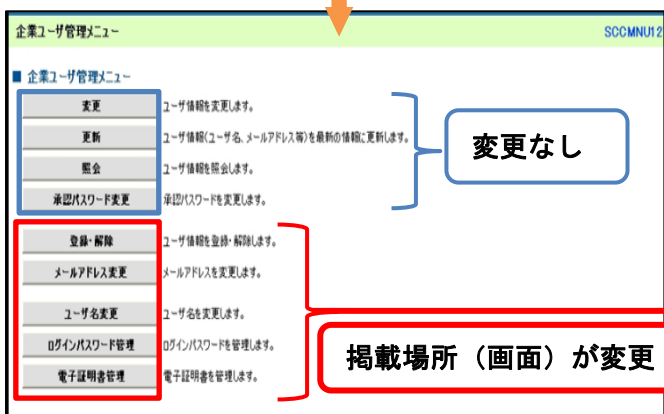 企業ユーザ管理メニュー SCCMNU12
■ 企業ユーザ管理メニュー
変更 ユーザ情報を変更します。
更新 ユーザ情報(ユーザ名、メールアドレス等)を最新の情報に更新します。
照会 ユーザ情報を照会します。
承認パスワード変更 承認パスワードを変更します。
変更なし
登録・解除 ユーザ情報を登録・解除します。
メールアドレス変更 メールアドレスを変更します。
ユーザ名変更 ユーザ名を変更します。
ログインパスワード管理 ログインパスワードを管理します。
電子証明書管理 電子証明書を管理します。
掲載場所（画面）が変更